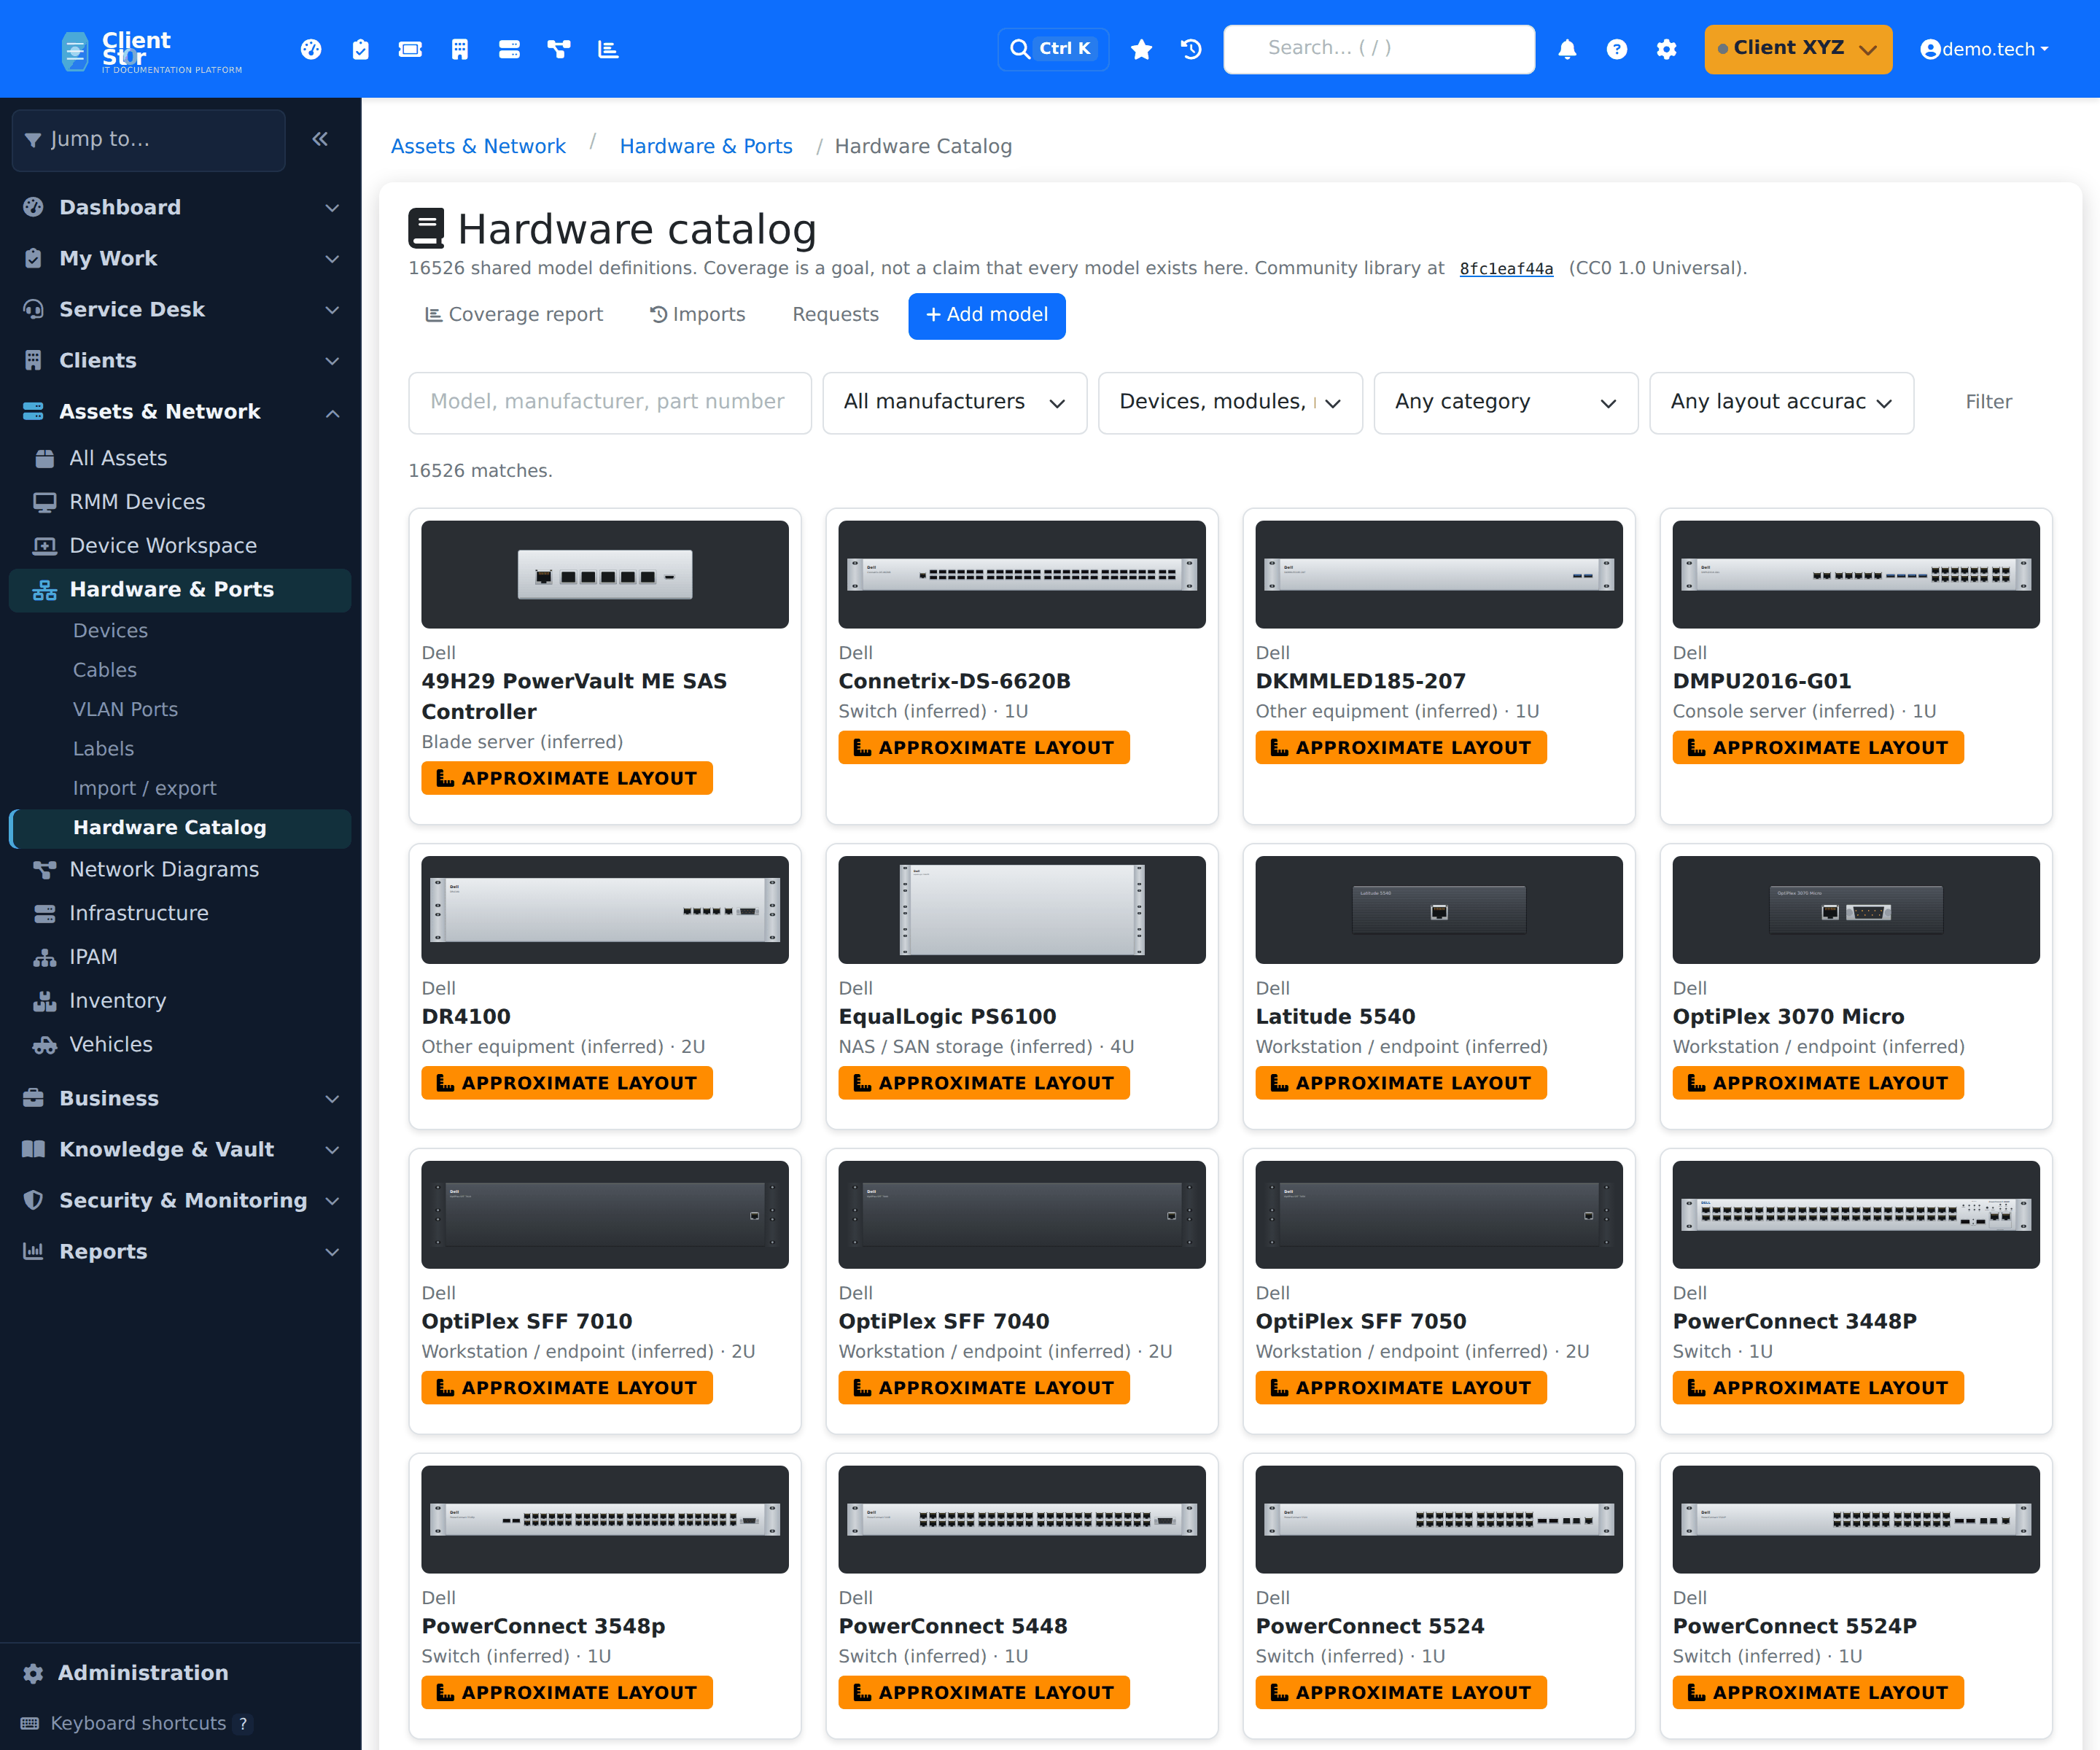 Client
St0r
IT DOCUMENTATION PLATFORM
Ctrl K
Search... ( / )
Client XYZ
demo.tech
Jump to...
Dashboard
My Work
Service Desk
Clients
Assets & Network
All Assets
RMM Devices
Device Workspace
Hardware & Ports
Devices
Cables
VLAN Ports
Labels
Import / export
Hardware Catalog
Network Diagrams
Infrastructure
IPAM
Inventory
Vehicles
Business
Knowledge & Vault
Security & Monitoring
Reports
Administration
Keyboard shortcuts ?
Assets & Network / Hardware & Ports / Hardware Catalog
Hardware catalog
16526 shared model definitions. Coverage is a goal, not a claim that every model exists here. Community library at 8fc1eaf44a (CC0 1.0 Universal).
Coverage report Imports Requests + Add model
Model, manufacturer, part number All manufacturers Devices, modules, Any category Any layout accurac Filter
16526 matches.
Dell
49H29 PowerVault ME SAS
Controller
Blade server (inferred)
APPROXIMATE LAYOUT
Dell
Connetrix-DS-6620B
Switch (inferred) · 1U
APPROXIMATE LAYOUT
Dell
DKMMLED185-207
Other equipment (inferred) · 1U
APPROXIMATE LAYOUT
Dell
DMPU2016-G01
Console server (inferred) · 1U
APPROXIMATE LAYOUT
Dell
DR4100
Other equipment (inferred) · 2U
APPROXIMATE LAYOUT
Dell
EqualLogic PS6100
NAS / SAN storage (inferred) · 4U
APPROXIMATE LAYOUT
Latitude 5540
Dell
Latitude 5540
Workstation / endpoint (inferred)
APPROXIMATE LAYOUT
OptiPlex 3070 Micro
Dell
OptiPlex 3070 Micro
Workstation / endpoint (inferred)
APPROXIMATE LAYOUT
Dell
OptiPlex SFF 7010
Workstation / endpoint (inferred) · 2U
APPROXIMATE LAYOUT
Dell
OptiPlex SFF 7040
Workstation / endpoint (inferred) · 2U
APPROXIMATE LAYOUT
Dell
OptiPlex SFF 7050
Workstation / endpoint (inferred) · 2U
APPROXIMATE LAYOUT
Dell
PowerConnect 3448P
Switch · 1U
APPROXIMATE LAYOUT
Dell
PowerConnect 3548p
Switch (inferred) · 1U
APPROXIMATE LAYOUT
Dell
PowerConnect 5448
Switch (inferred) · 1U
APPROXIMATE LAYOUT
Dell
PowerConnect 5524
Switch (inferred) · 1U
APPROXIMATE LAYOUT
Dell
PowerConnect 5524P
Switch (inferred) · 1U
APPROXIMATE LAYOUT